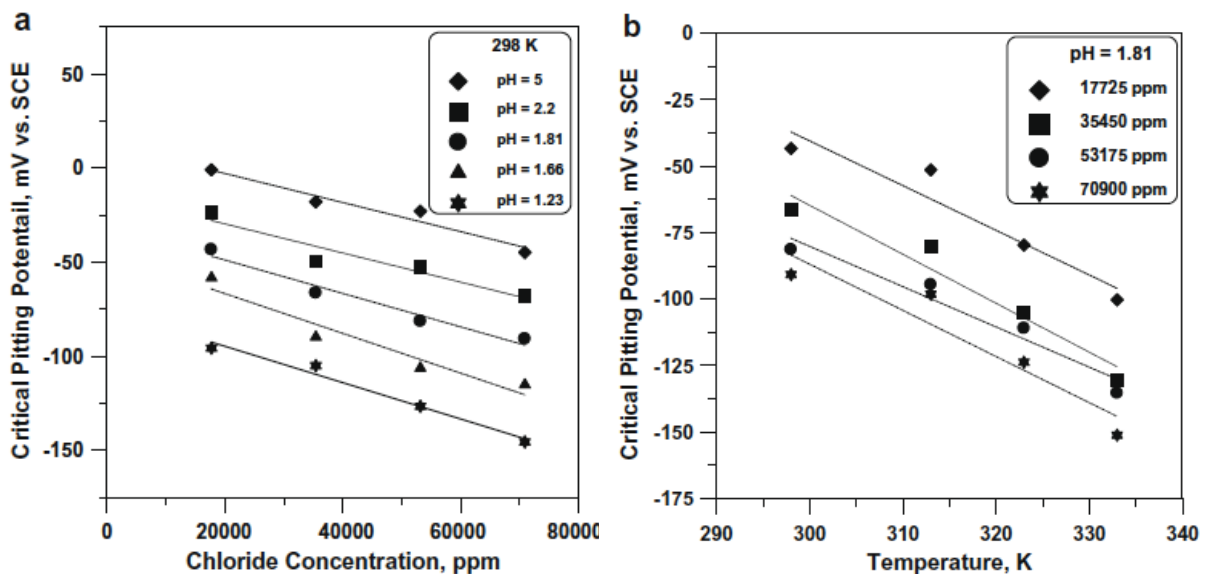 a
Critical Pitting Potental, mV vs. SCE
50
0
-50
-100
-150
0
20000
40000
60000
80000
Chloride Concentration, ppm
298 K
pH = 5
pH = 2.2
pH = 1.81
pH = 1.66
pH = 1.23
b
Critical Pitting Potential, mV vs. SCE
0
-25
-50
-75
-100
-125
-150
-175
290
300
310
320
330
340
Temperature, K
pH = 1.81
17725 ppm
35450 ppm
53175 ppm
70900 ppm